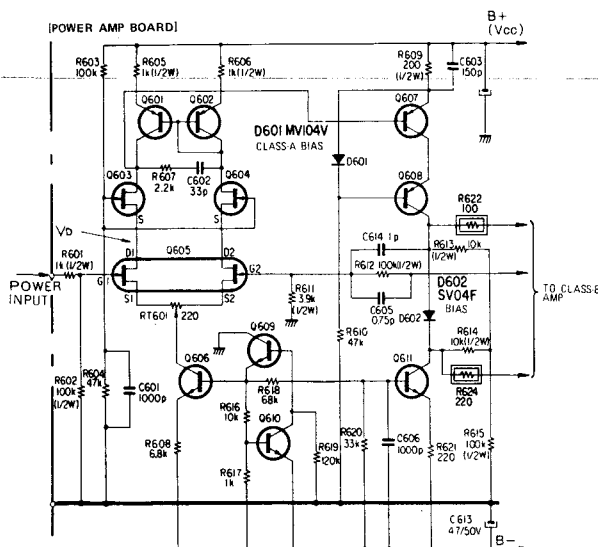 [POWER AMP BOARD]
B+
(Vcc)
R603
100k
R605
1k(1/2W)
R606
1k(1/2W)
R609
200
(1/2W)
C603
150p
Q601
Q602
Q607
D601 MV104V
CLASS-A BIAS
D601
R607
2.2k
C602
33p
Q603
Q604
Q608
S
S
R622
100
VD
Q605
C614 1p
R613
10k
(1/2W)
R601
1k(1/2W)
D1
D2
G1
G2
R612 100k(1/2W)
POWER
INPUT
S1
S2
R611
3.9k
(1/2W)
C605
0.75p
D602
SV04F
BIAS
TO CLASS-B
AMP
RT601
220
D602
R610
47k
R614
10k(1/2W)
Q609
Q606
Q611
R618
68k
R624
220
R602
100k
(1/2W)
R604
47k
C601
1000p
R616
10k
Q610
R608
6.8k
R619
120k
R620
33k
C606
1000p
R621
220
R615
100k
(1/2W)
R617
1k
C613
47/50V
B-